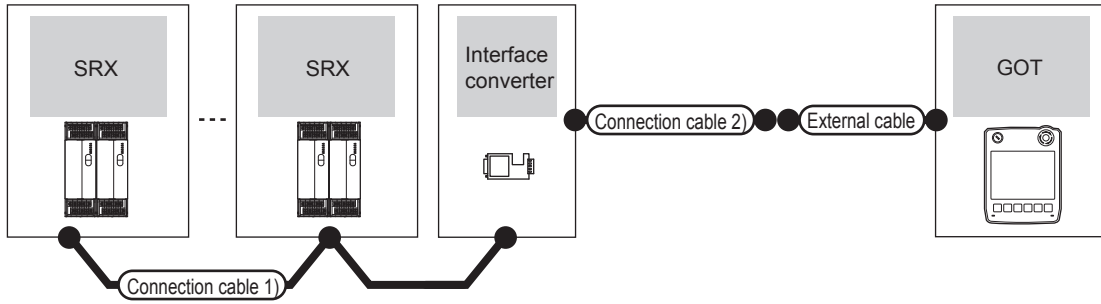 SRX
SRX
Interface
converter
GOT
Connection cable 2)
External cable
Connection cable 1)